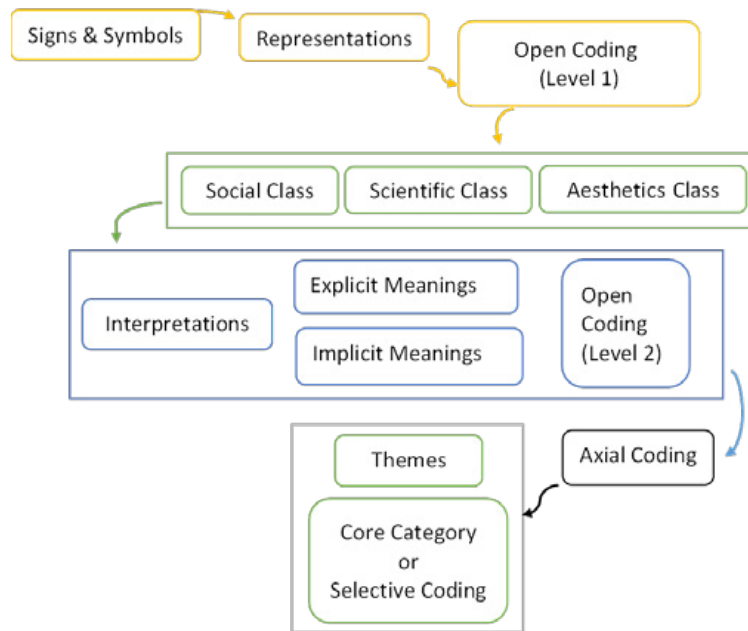 Signs & Symbols
Representations
Open Coding
(Level 1)
Social Class
Scientific Class
Aesthetics Class
Interpretations
Explicit Meanings
Implicit Meanings
Open
Coding
(Level 2)
Axial Coding
Themes
Core Category
or
Selective Coding